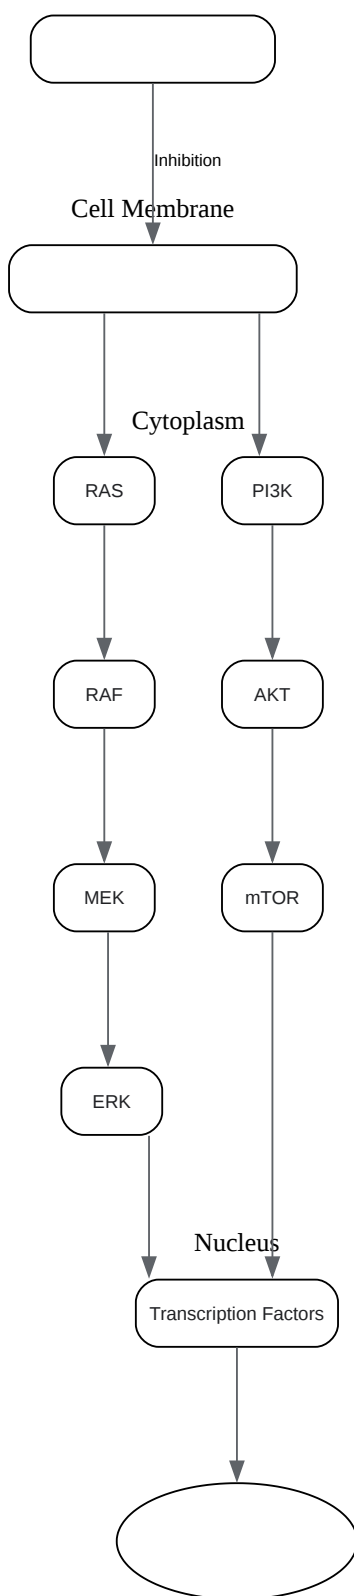 Inhibition
Cell Membrane
Cytoplasm
RAS
PI3K
RAF
AKT
MEK
mTOR
ERK
Nucleus
Transcription Factors